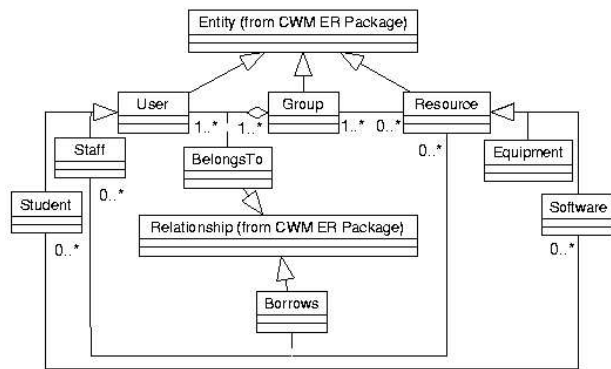 Entity (from CWM ER Package)
User
Group
Resource
1..*
1..*
1..*
0..*
Staff
BelongsTo
0..*
Equipment
0..*
Student
Software
Relationship (from CWM ER Package)
0..*
0..*
Borrows